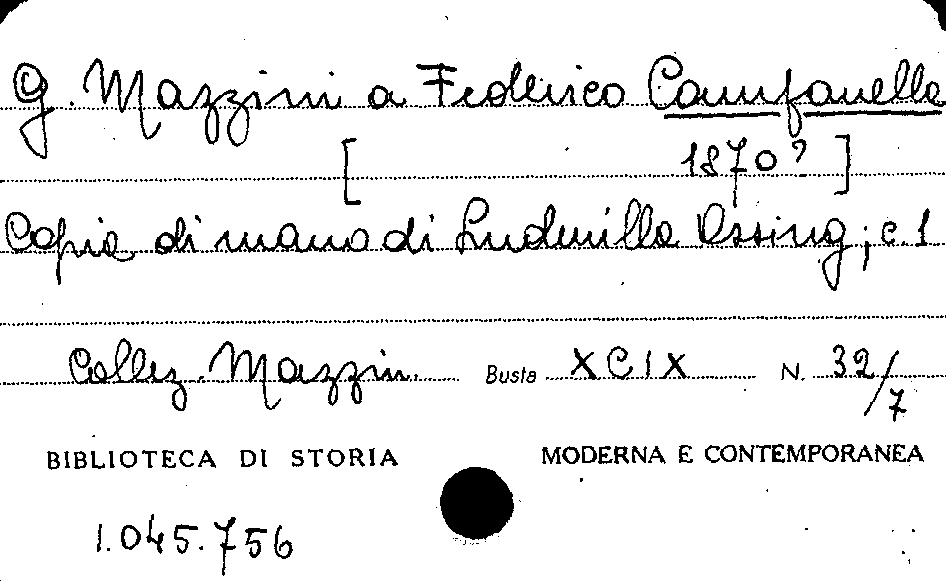 G. Mazzini a Federico Campanella
[ 1870? ]
Copia di mano di Ludmilla Assing; c. 1
Collez. Mazzin. Busta XCIX N. 32/7
BIBLIOTECA DI STORIA MODERNA E CONTEMPORANEA
1.045.756